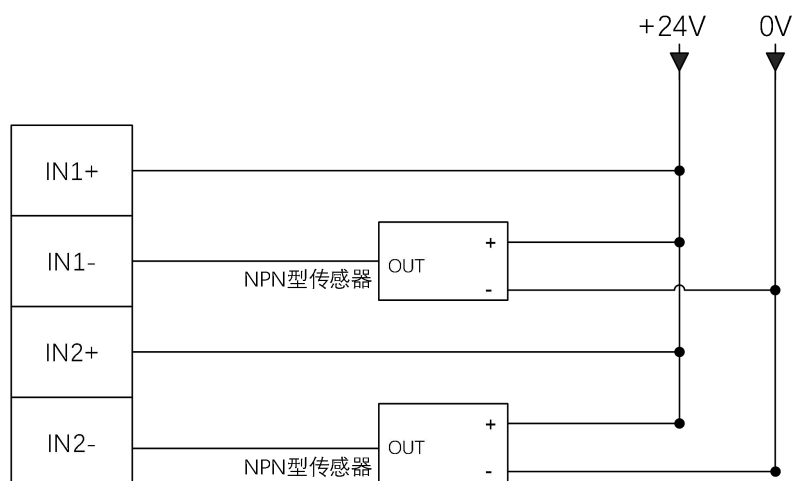 +24V 0V
IN1+
+
IN1-
OUT
NPN型传感器
-
IN2+
+
IN2-
OUT
NPN型传感器
-